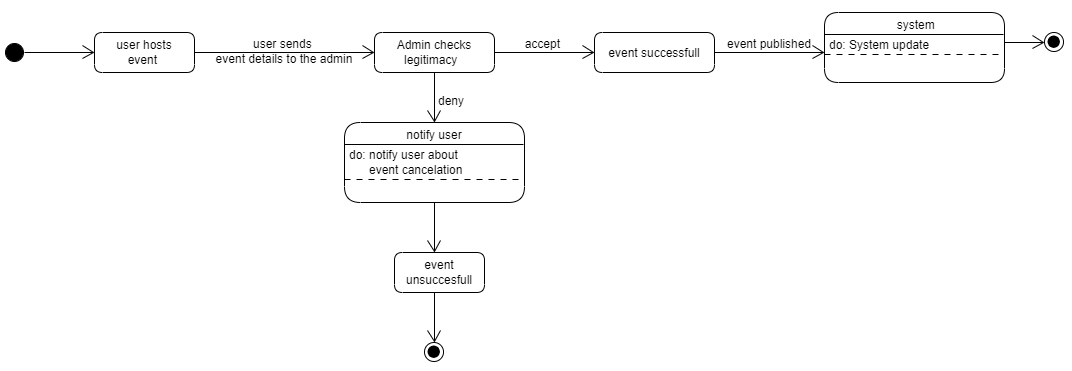 user hosts
event
user sends
event details to the admin
Admin checks
legitimacy
accept
event successfull
event published
system
do: System update
deny
notify user
do: notify user about
event cancelation
event
unsuccesfull